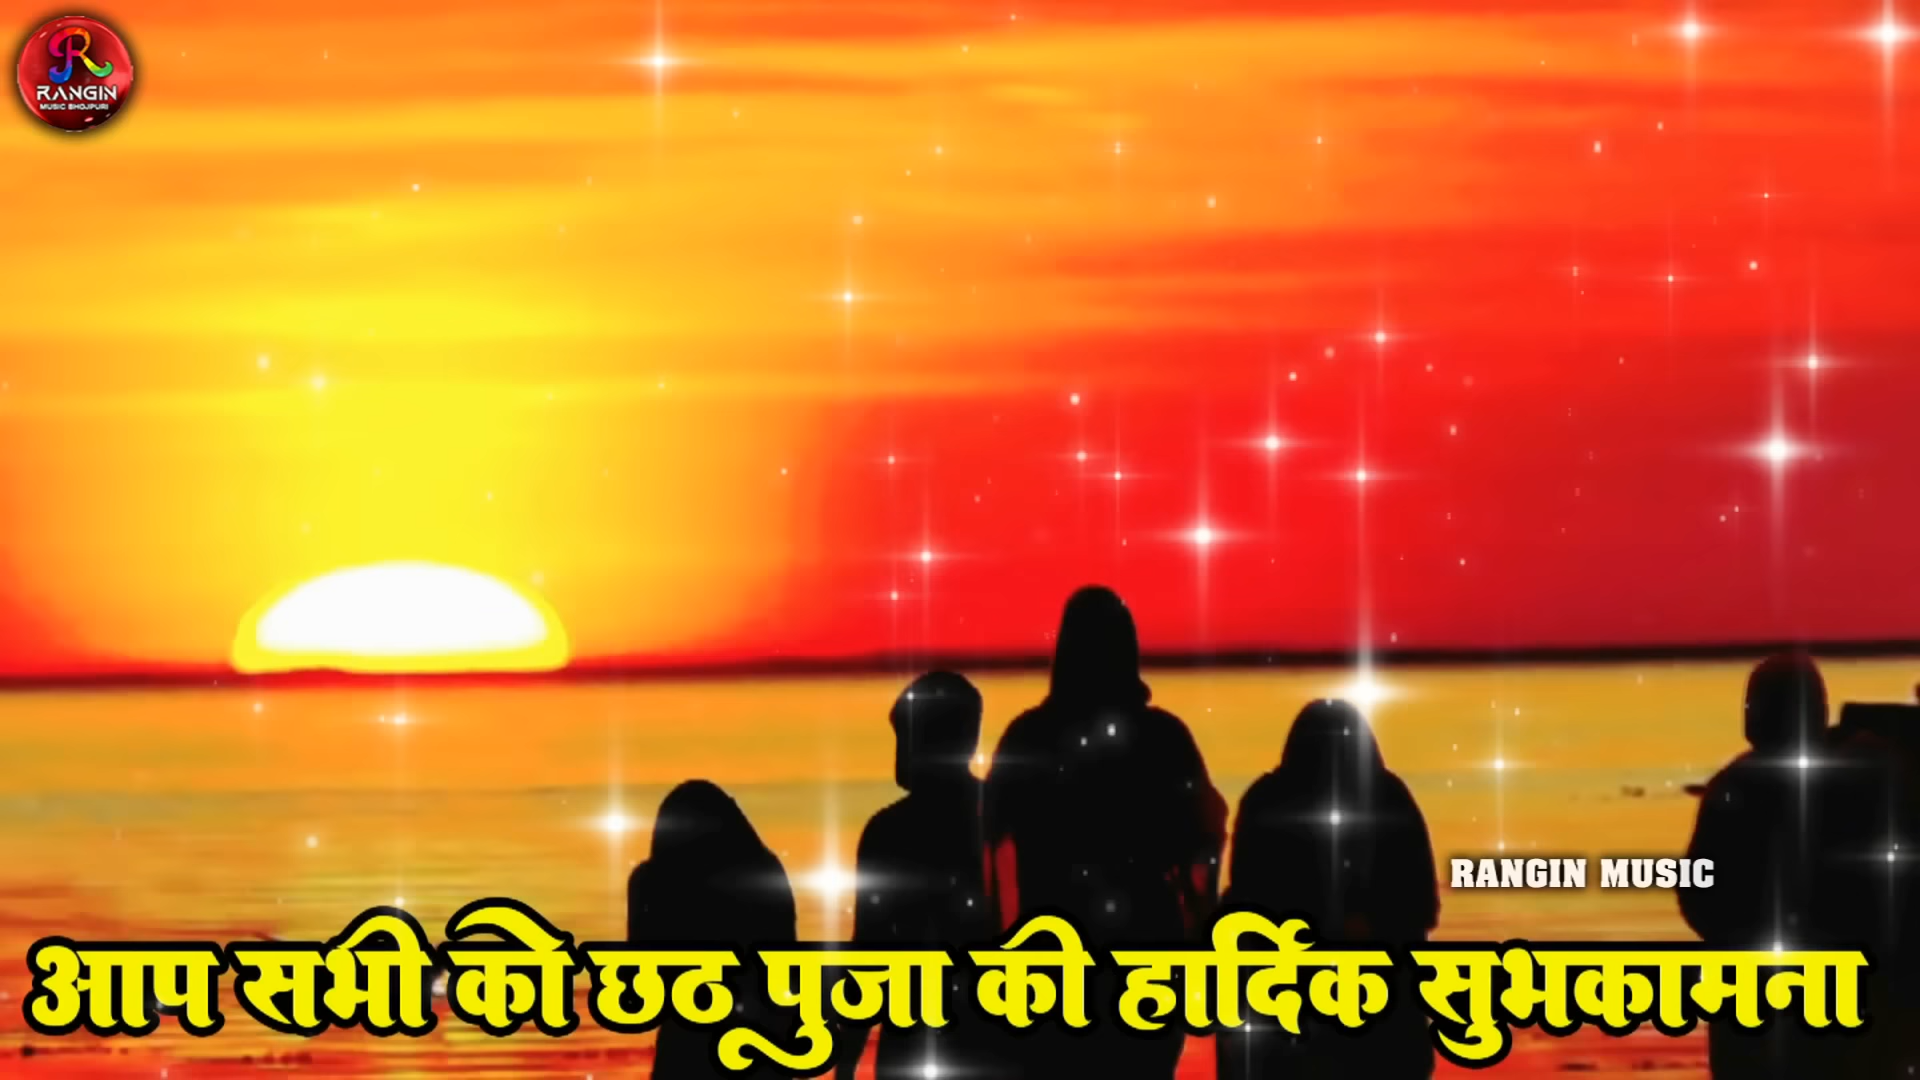 RANGIN
MUSIC BHOJPURI
RANGIN MUSIC
आप सभी को छठू पुजा की हार्दिक सुभकामना